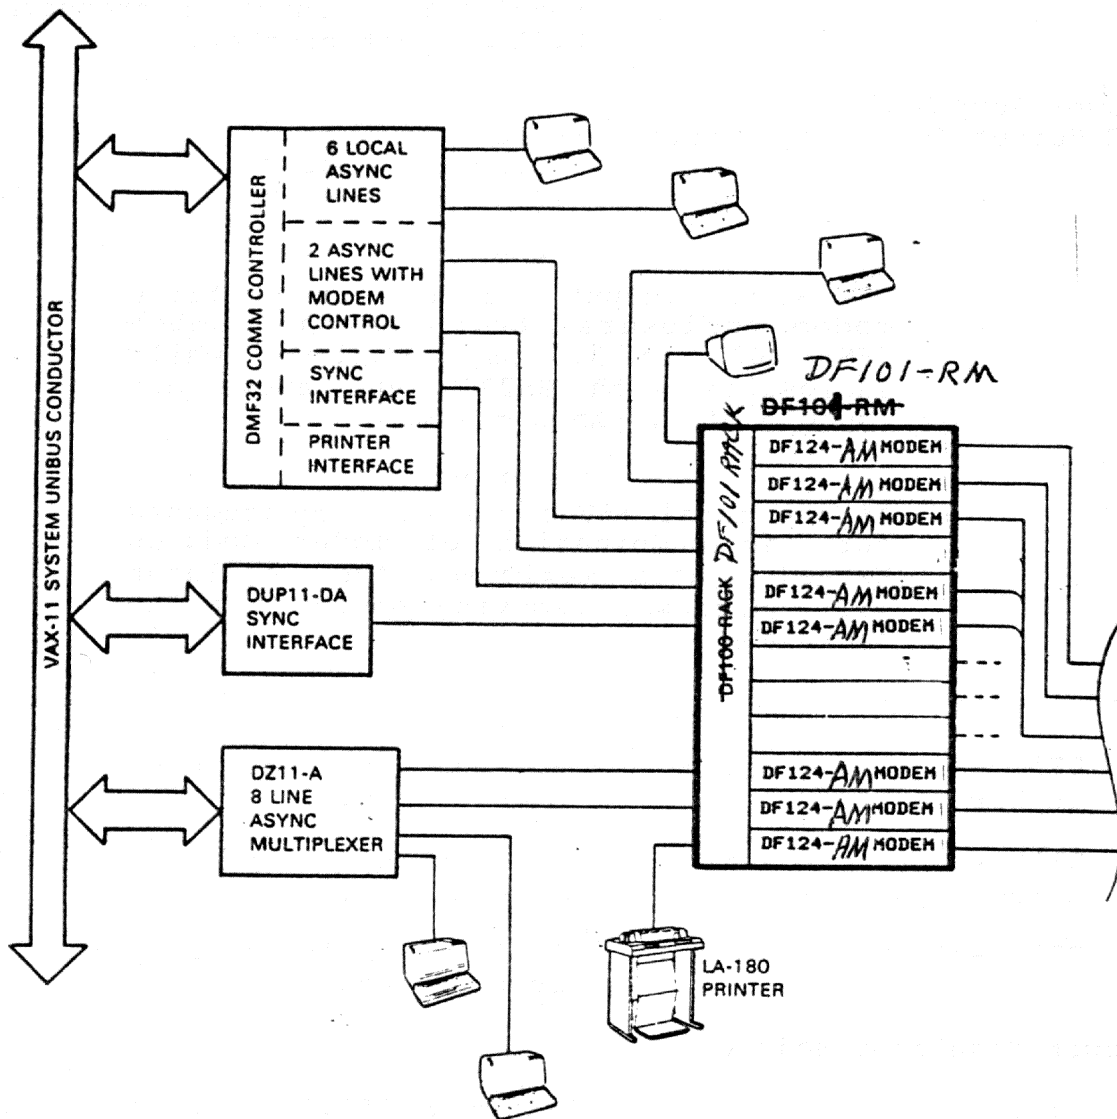 VAX-11 SYSTEM UNIBUS CONDUCTOR
DMF32 COMM CONTROLLER
6 LOCAL
ASYNC
LINES
2 ASYNC
LINES WITH
MODEM
CONTROL
SYNC
INTERFACE
PRINTER
INTERFACE
DUP11-DA
SYNC
INTERFACE
DZ11-A
8 LINE
ASYNC
MULTIPLEXER
DF101-RM
DF101-RM
DF100 RACK DF101 RACK
DF124-AM MODEM
DF124-AM MODEM
DF124-AM MODEM
DF124-AM MODEM
DF124-AM MODEM
DF124-AM MODEM
DF124-AM MODEM
DF124-AM MODEM
LA-180
PRINTER